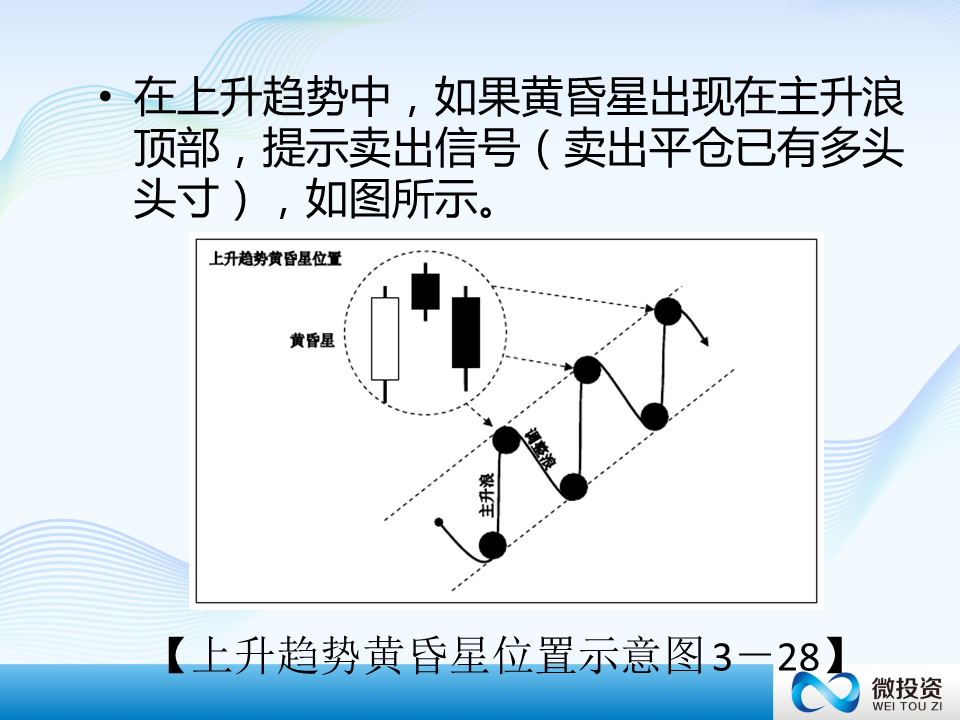 • 在上升趋势中，如果黄昏星出现在主升浪
顶部，提示卖出信号（卖出平仓已有多头
头寸），如图所示。
上升趋势黄昏星位置
黄昏星
调整浪
主升浪
【上升趋势黄昏星位置示意图3－28】
微投资
WEI TOU ZI